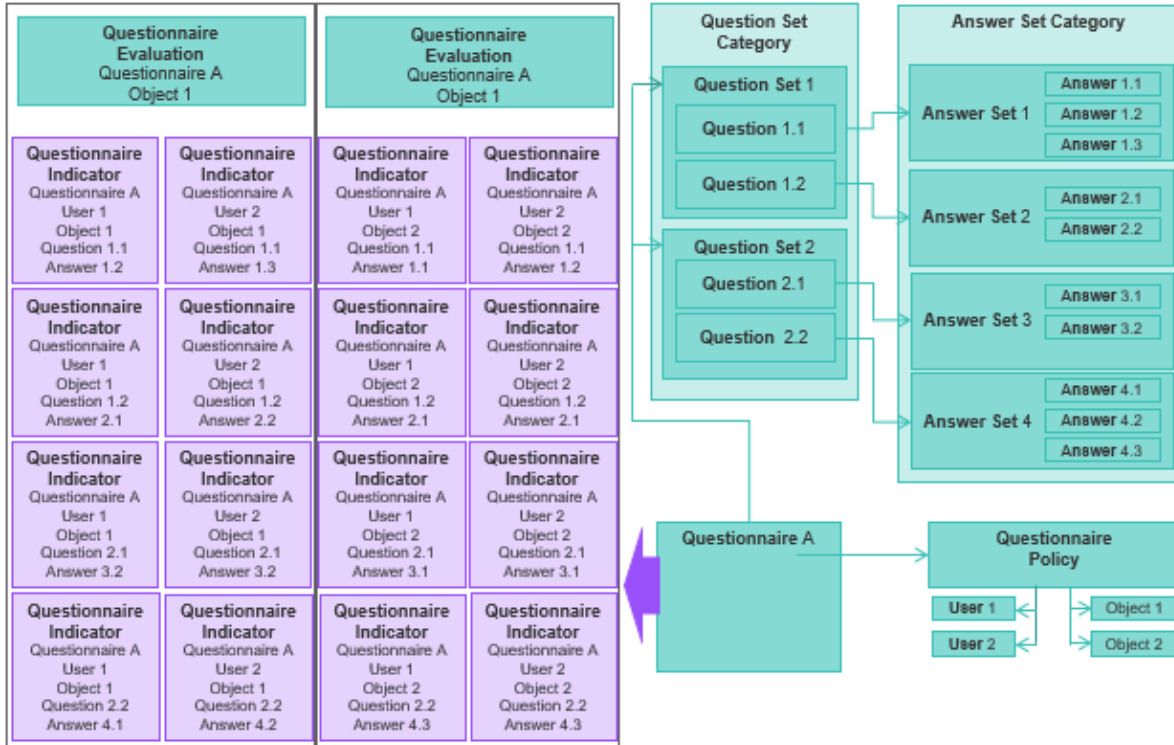 Questionnaire
Evaluation
Questionnaire A
Object 1
Questionnaire
Evaluation
Questionnaire A
Object 1
Questionnaire
Indicator
Questionnaire A
User 1
Object 1
Question 1.1
Answer 1.2
Questionnaire
Indicator
Questionnaire A
User 2
Object 1
Question 1.1
Answer 1.3
Questionnaire
Indicator
Questionnaire A
User 1
Object 2
Question 1.1
Answer 1.1
Questionnaire
Indicator
Questionnaire A
User 2
Object 2
Question 1.1
Answer 1.2
Questionnaire
Indicator
Questionnaire A
User 1
Object 1
Question 1.2
Answer 2.1
Questionnaire
Indicator
Questionnaire A
User 2
Object 1
Question 1.2
Answer 2.2
Questionnaire
Indicator
Questionnaire A
User 1
Object 2
Question 1.2
Answer 2.1
Questionnaire
Indicator
Questionnaire A
User 2
Object 2
Question 1.2
Answer 2.1
Questionnaire
Indicator
Questionnaire A
User 1
Object 1
Question 2.1
Answer 3.2
Questionnaire
Indicator
Questionnaire A
User 2
Object 1
Question 2.1
Answer 3.2
Questionnaire
Indicator
Questionnaire A
User 1
Object 2
Question 2.1
Answer 3.1
Questionnaire
Indicator
Questionnaire A
User 2
Object 2
Question 2.1
Answer 3.1
Questionnaire
Indicator
Questionnaire A
User 1
Object 1
Question 2.2
Answer 4.1
Questionnaire
Indicator
Questionnaire A
User 2
Object 1
Question 2.2
Answer 4.2
Questionnaire
Indicator
Questionnaire A
User 1
Object 2
Question 2.2
Answer 4.3
Questionnaire
Indicator
Questionnaire A
User 2
Object 2
Question 2.2
Answer 4.3
Question Set
Category
Question Set 1
Question 1.1
Question 1.2
Question Set 2
Question 2.1
Question 2.2
Answer Set Category
Answer Set 1
Answer 1.1
Answer 1.2
Answer 1.3
Answer Set 2
Answer 2.1
Answer 2.2
Answer Set 3
Answer 3.1
Answer 3.2
Answer Set 4
Answer 4.1
Answer 4.2
Answer 4.3
Questionnaire A
Questionnaire
Policy
User 1
User 2
Object 1
Object 2